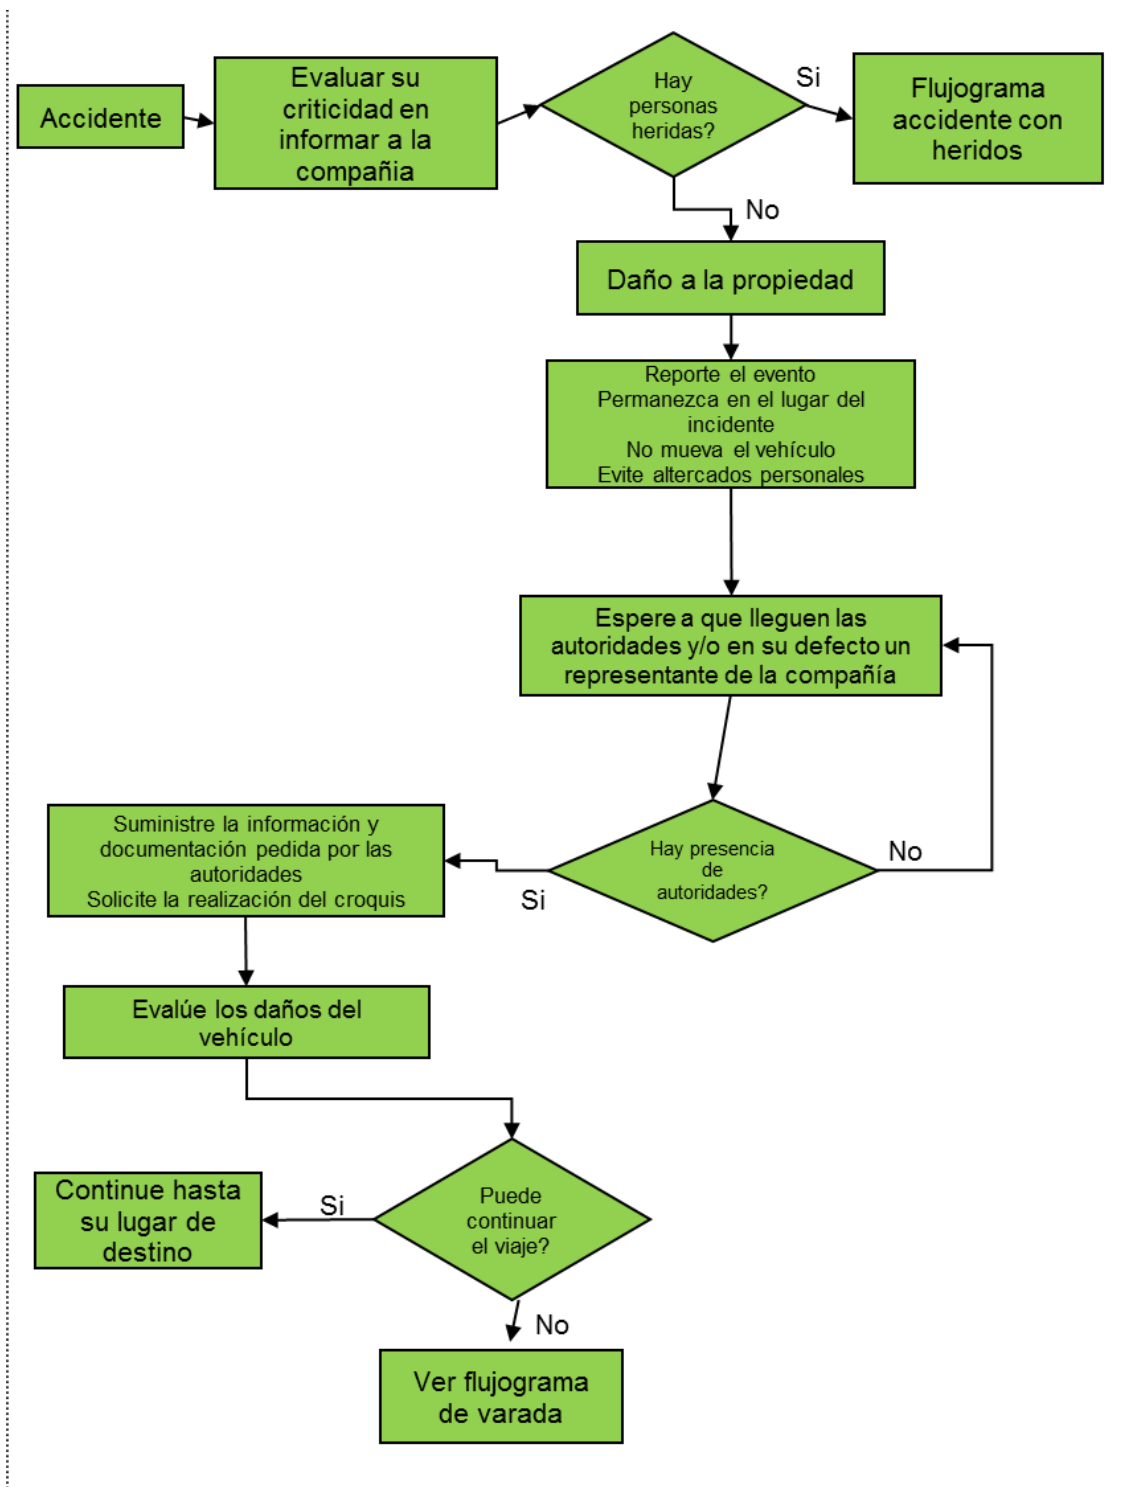 Accidente
Evaluar su
criticidad en
informar a la
compañia
Hay
personas
heridas?
Si
Flujograma
accidente con
heridos
No
Daño a la propiedad
Reporte el evento
Permanezca en el lugar del
incidente
No mueva el vehículo
Evite altercados personales
Espere a que lleguen las
autoridades y/o en su defecto un
representante de la compañía
Hay presencia
de
autoridades?
No
Si
Suministre la información y
documentación pedida por las
autoridades
Solicite la realización del croquis
Evalúe los daños del
vehículo
Puede
continuar
el viaje?
Si
Continue hasta
su lugar de
destino
No
Ver flujograma
de varada